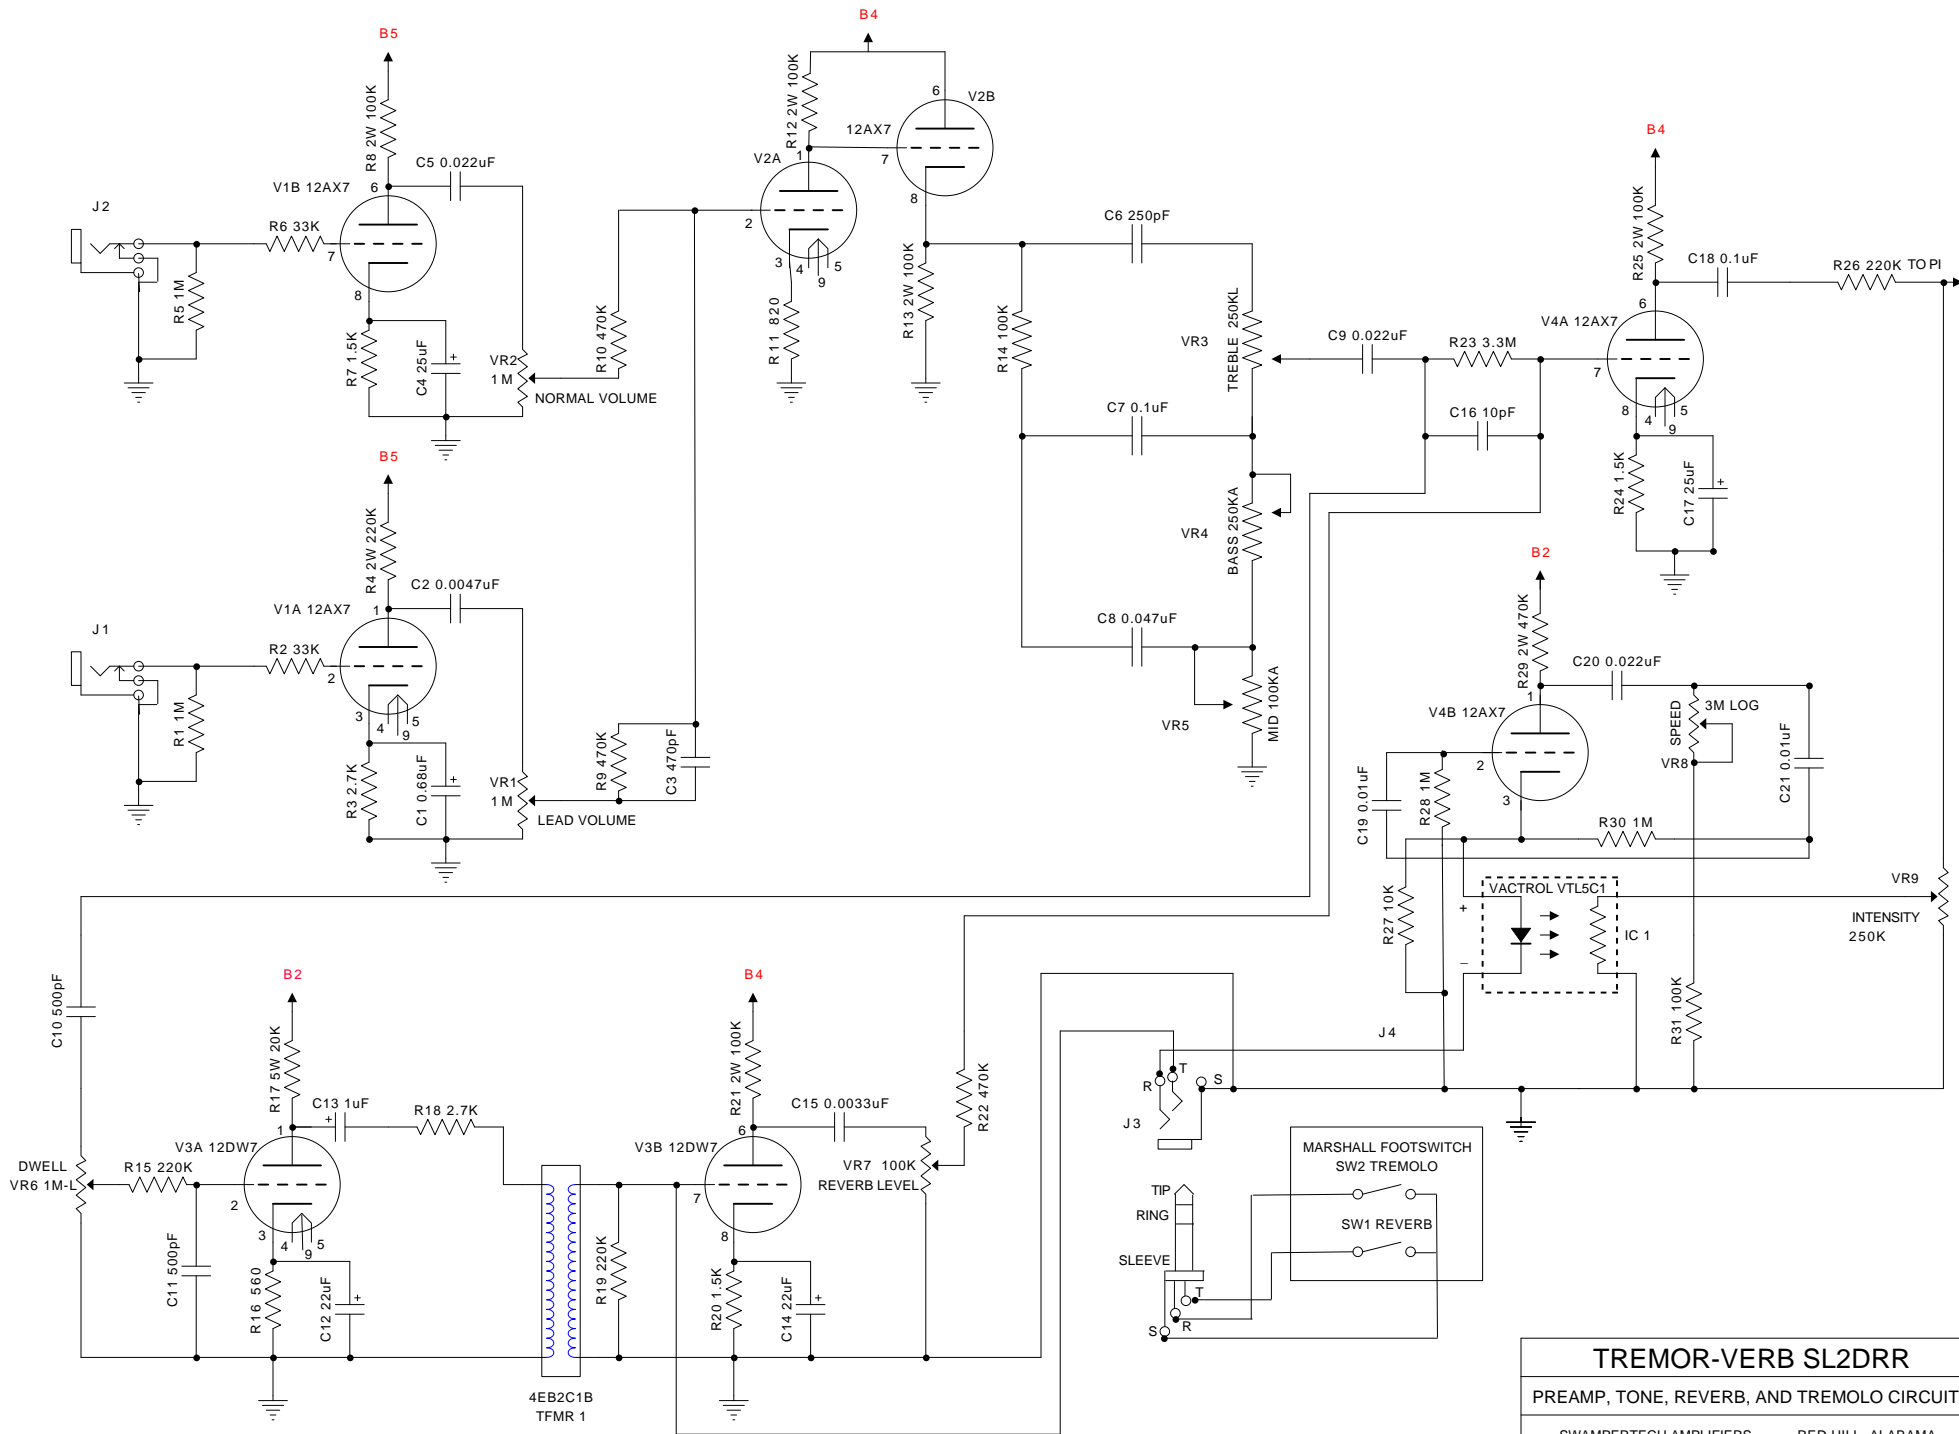 B5
B4
R8 2W 100K
R12 2W 100K
6
V2B
12AX7
7
8
C5 0.022uF
V1B 12AX7
6
J2
R6 33K
7
8
R5 1M
R7 1.5K
C4 25uF
+
VR2
1M
NORMAL VOLUME
R10 470K
V2A
1
2
3
4
5
9
R11 820
R13 2W 100K
C6 250pF
R14 100K
VR3
TREBLE 250KL
C7 0.1uF
VR4
BASS 250KA
C8 0.047uF
VR5
MID 100KA
C9 0.022uF
R23 3.3M
C16 10pF
B4
R25 2W 100K
C18 0.1uF
R26 220K
TO PI
6
V4A 12AX7
7
8
4
5
9
R24 1.5K
C17 25uF
+
B5
R4 2W 220K
C2 0.0047uF
V1A 12AX7
1
J1
R2 33K
2
3
4
5
9
R1 1M
R3 2.7K
C1 0.68uF
+
VR1
1M
LEAD VOLUME
R9 470K
C3 470pF
B2
R29 2W 470K
C20 0.022uF
1
V4B 12AX7
2
3
SPEED
3M LOG
VR8
C21 0.01uF
C19 0.01uF
R28 1M
R30 1M
R27 10K
VACTROL VTL5C1
+
–
IC 1
VR9
INTENSITY
250K
R31 100K
C10 500pF
B2
R17 5W 20K
C13 1uF
+
R18 2.7K
1
V3A 12DW7
DWELL
VR6 1M-L
R15 220K
2
3
4
5
9
C11 500pF
R16 560
C12 22uF
+
4EB2C1B
TFMR 1
R19 220K
B4
R21 2W 100K
C15 0.0033uF
6
V3B 12DW7
7
8
VR7 100K
REVERB LEVEL
R20 1.5K
C14 22uF
+
R22 470K
J4
R
T
S
J3
MARSHALL FOOTSWITCH
SW2 TREMOLO
SW1 REVERB
TIP
RING
SLEEVE
T
R
S
TREMOR-VERB SL2DRR
PREAMP, TONE, REVERB, AND TREMOLO CIRCUIT
SWAMPERTECH AMPLIFIERS RED HILL, ALABAMA